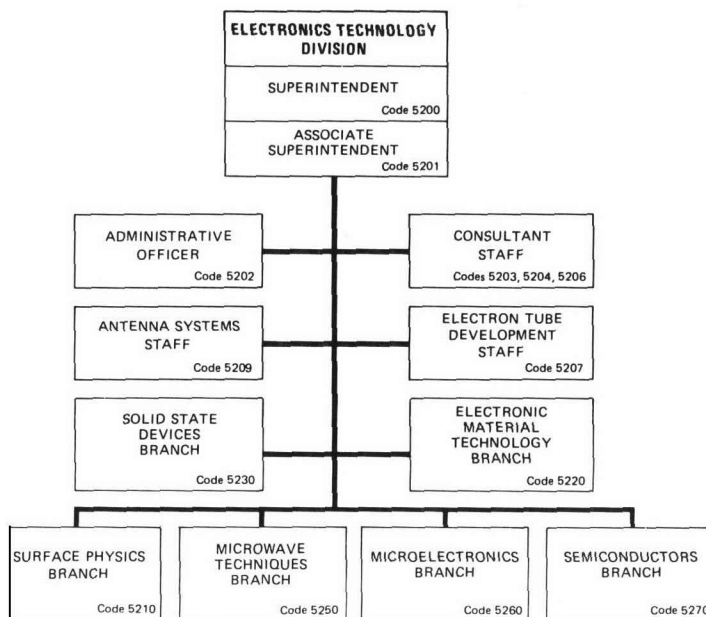 ELECTRONICS TECHNOLOGY
DIVISION
SUPERINTENDENT
Code 5200
ASSOCIATE
SUPERINTENDENT
Code 5201
ADMINISTRATIVE
OFFICER
Code 5202
CONSULTANT
STAFF
Codes 5203, 5204, 5206
ANTENNA SYSTEMS
STAFF
Code 5209
ELECTRON TUBE
DEVELOPMENT
STAFF
Code 5207
SOLID STATE
DEVICES
BRANCH
Code 5230
ELECTRONIC
MATERIAL
TECHNOLOGY
BRANCH
Code 5220
SURFACE PHYSICS
BRANCH
Code 5210
MICROWAVE
TECHNIQUES
BRANCH
Code 5250
MICROELECTRONICS
BRANCH
Code 5260
SEMICONDUCTORS
BRANCH
Code 5270